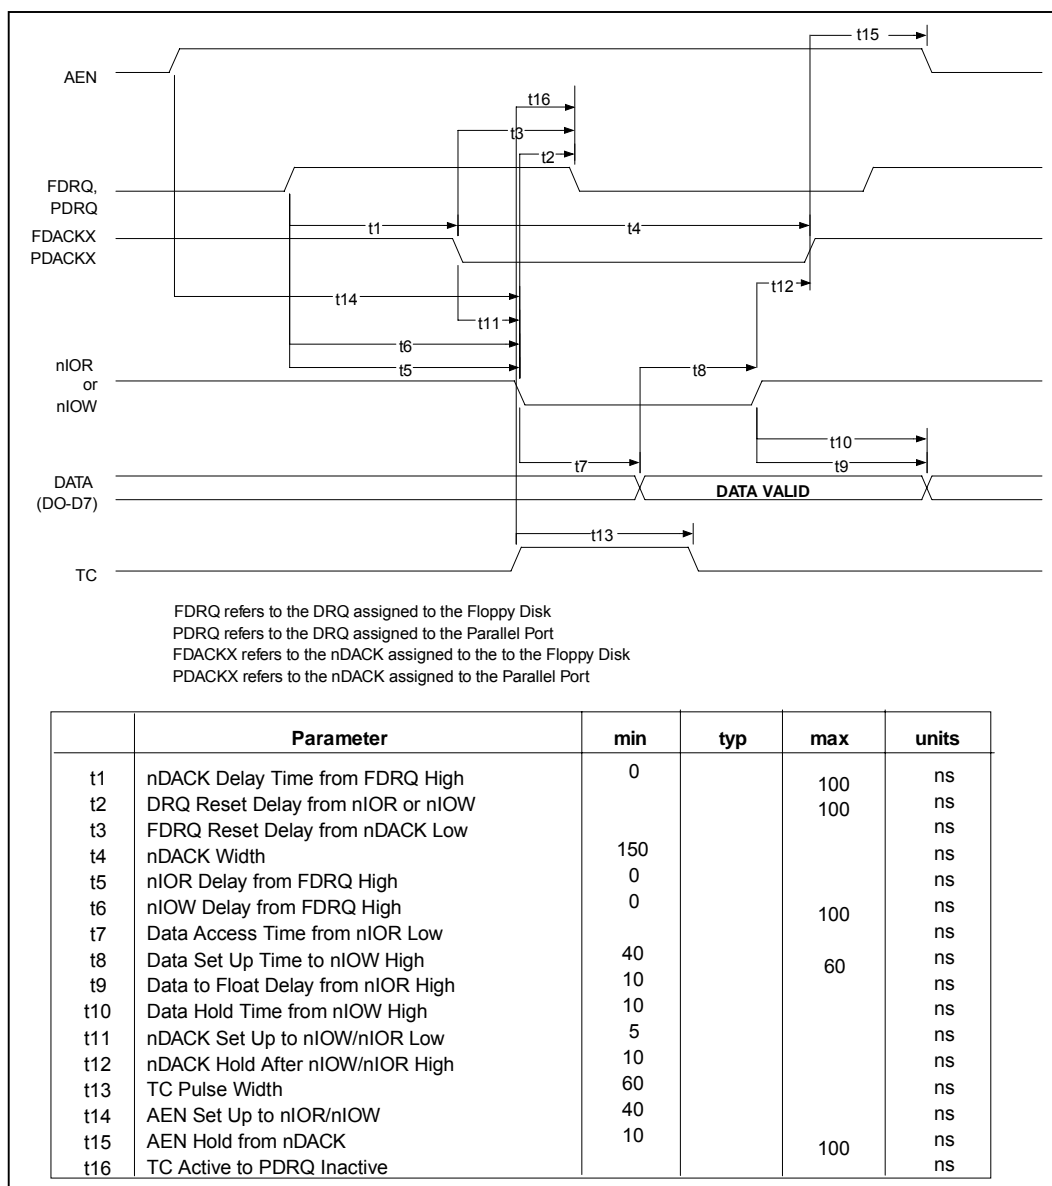 t15
AEN
t16
t3
t2
FDRQ,
PDRQ
t1
t4
FDACKX
PDACKX
t12
t14
t11
t6
t5
t8
nIOR
or
nIOW
t10
t7
t9
DATA
(DO-D7)
DATA VALID
t13
TC
FDRQ refers to the DRQ assigned to the Floppy Disk
PDRQ refers to the DRQ assigned to the Parallel Port
FDACKX refers to the nDACK assigned to the to the Floppy Disk
PDACKX refers to the nDACK assigned to the Parallel Port
Parameter min typ max units
t1 nDACK Delay Time from FDRQ High 0 100 ns
t2 DRQ Reset Delay from nIOR or nIOW 100 ns
t3 FDRQ Reset Delay from nDACK Low ns
t4 nDACK Width 150 ns
t5 nIOR Delay from FDRQ High 0 ns
t6 nIOW Delay from FDRQ High 0 100 ns
t7 Data Access Time from nIOR Low ns
t8 Data Set Up Time to nIOW High 40 60 ns
t9 Data to Float Delay from nIOR High 10 ns
t10 Data Hold Time from nIOW High 10 ns
t11 nDACK Set Up to nIOW/nIOR Low 5 ns
t12 nDACK Hold After nIOW/nIOR High 10 ns
t13 TC Pulse Width 60 ns
t14 AEN Set Up to nIOR/nIOW 40 ns
t15 AEN Hold from nDACK 10 100 ns
t16 TC Active to PDRQ Inactive ns